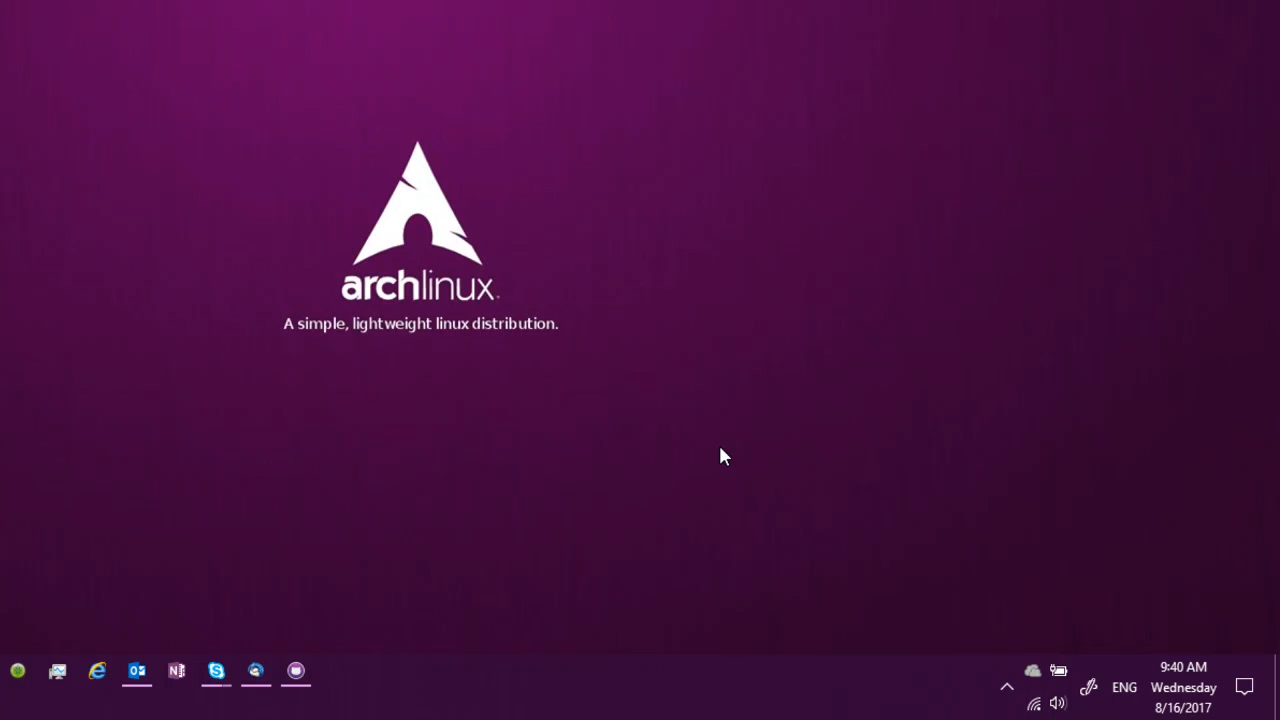 archlinux
A simple, lightweight linux distribution.
9:40 AM
ENG
Wednesday
8/16/2017